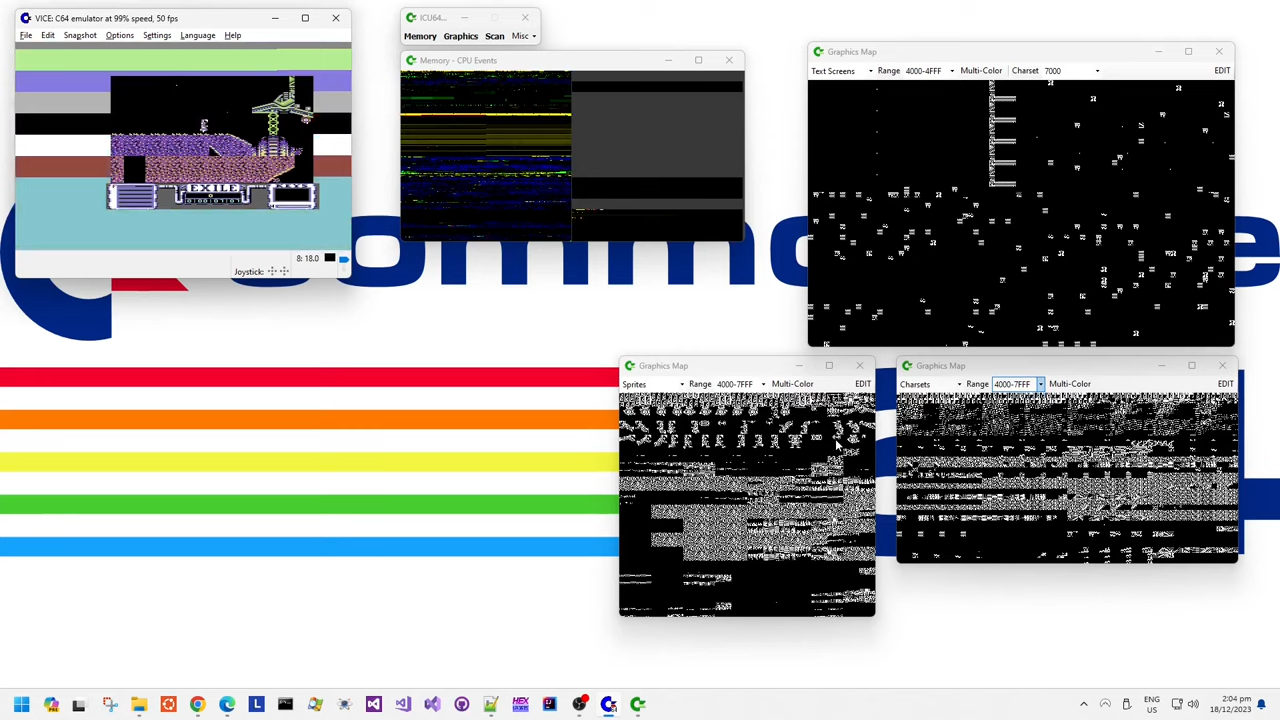 VICE: C64 emulator at 99% speed, 50 fps
File Edit Snapshot Options Settings Language Help
EXILE
8: 18.0
Joystick:
ICU64...
Memory Graphics Scan Misc
Memory - CPU Events
Graphics Map
Text Screens Range 4000-4FFF Multi-Color Charset 7000 EDIT
Graphics Map
Sprites Range 4000-7FFF Multi-Color EDIT
Graphics Map
Charsets Range 4000-7FFF Multi-Color EDIT
HEX
ENG
US
2:04 pm
18/12/2023